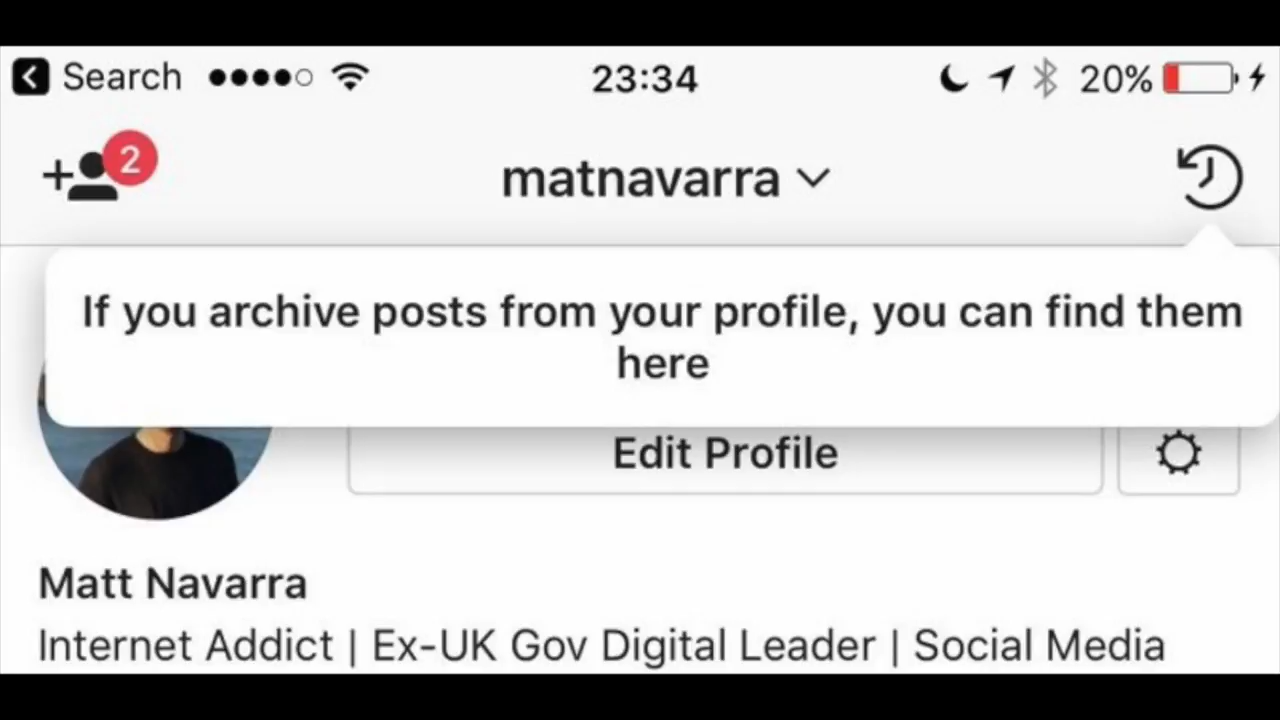 Search 23:34 20%
2
matnavarra
If you archive posts from your profile, you can find them
here
Edit Profile
Matt Navarra
Internet Addict | Ex-UK Gov Digital Leader | Social Media